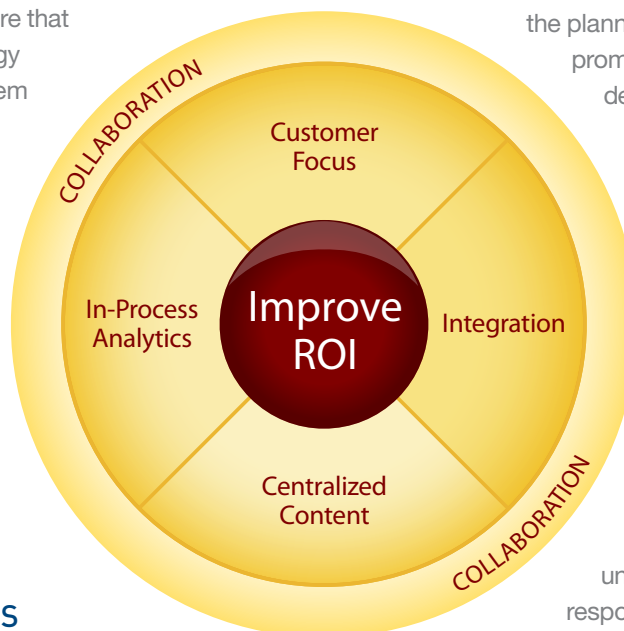 re that
gy
em
the plann
prom
de
COLLABORATION
Customer
Focus
In-Process
Analytics
Improve
ROI
Integration
Centralized
Content
COLLABORATION
s
un
respo